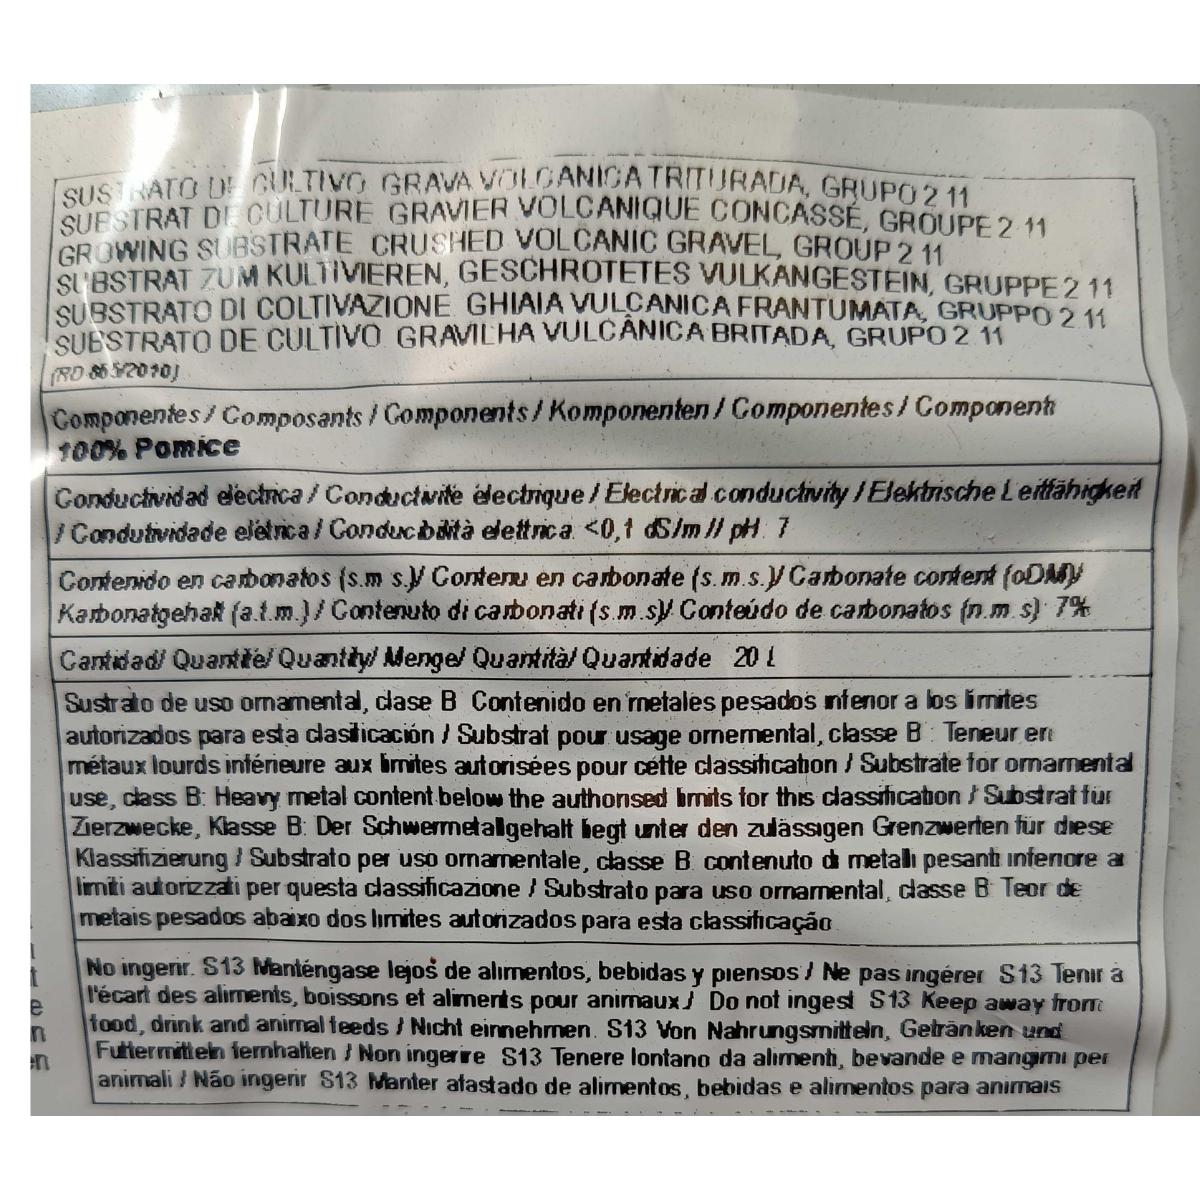 SUSTRATO DE CULTIVO GRAVA VOLCANICA TRITURADA, GRUPO 2 11
SUBSTRAT DE CULTURE GRAVIER VOLCANIQUE CONCASSÉ, GROUPE 2 11
GROWING SUBSTRATE CRUSHED VOLCANIC GRAVEL, GROUP 2 11
SUBSTRAT ZUM KULTIVIEREN, GESCHROTETES VULKANGESTEIN, GRUPPE 2 11
SUBSTRATO DI COLTIVAZIONE GHIAIA VULCANICA FRANTUMATA, GRUPPO 2 11
SUBSTRATO DE CULTIVO GRAVILHA VULCÂNICA BRITADA, GRUPO 2 11
(RD 865/2010)
Componentes / Composants / Components / Komponenten / Componentes / Componenti
100% Pomice
Conductividad eléctrica / Conductivité électrique / Electrical conductivity / Elektrische Leitfähigkeit
/ Condutividade elétrica / Conducibilità elettrica <0,1 dS/m // pH 7
Contenido en carbonatos (s.m s.)/ Contenu en carbonate (s.m.s.)/ Carbonate content (oDM)/
Karbonatgehalt (a.t.m.) / Contenuto di carbonati (s.m.s)/ Conteúdo de carbonatos (n.m s) 7%
Cantidad/ Quantité/ Quantity/ Menge/ Quantità/ Quantidade 20 L
Sustrato de uso ornamental, clase B Contenido en metales pesados inferior a los límites
autorizados para esta clasificación / Substrat pour usage ornemental, classe B : Teneur en
métaux lourds inférieure aux limites autorisées pour cette classification / Substrate for ornamental
use, class B: Heavy metal content below the authorised limits for this classification / Substrat für
Zierzwecke, Klasse B: Der Schwermetallgehalt liegt unter den zulässigen Grenzwerten für diese
Klassifizierung / Substrato per uso ornamentale, classe B contenuto di metalli pesanti inferiore ai
limiti autorizzati per questa classificazione / Substrato para uso ornamental, classe B Teor de
metais pesados abaixo dos limites autorizados para esta classificação
No ingerir. S13 Manténgase lejos de alimentos, bebidas y piensos / Ne pas ingérer S13 Tenir à
l'écart des aliments, boissons et aliments pour animaux / Do not ingest S13 Keep away from
food, drink and animal feeds / Nicht einnehmen. S13 Von Nahrungsmitteln, Getränken und
Futtermitteln fernhalten / Non ingerire S13 Tenere lontano da alimenti, bevande e mangimi per
animali / Não ingerir S13 Manter afastado de alimentos, bebidas e alimentos para animais